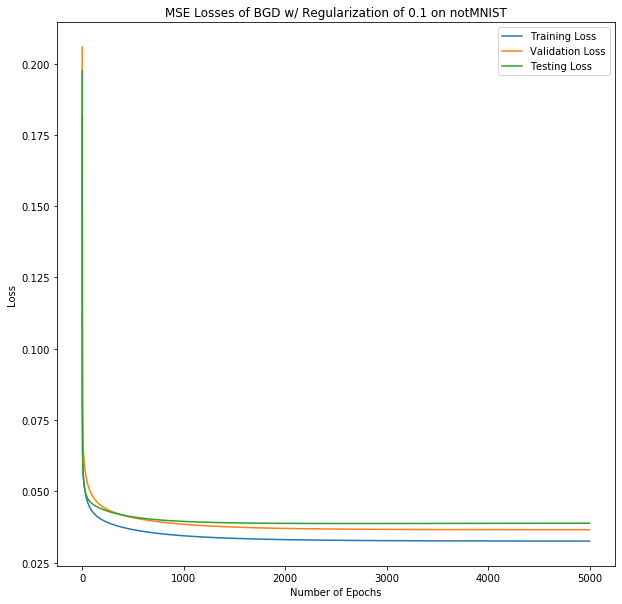 MSE Losses of BGD w/ Regularization of 0.1 on notMNIST
Training Loss
Validation Loss
Testing Loss
0.200
0.175
0.150
0.125
0.100
0.075
0.050
0.025
Loss
0 1000 2000 3000 4000 5000
Number of Epochs